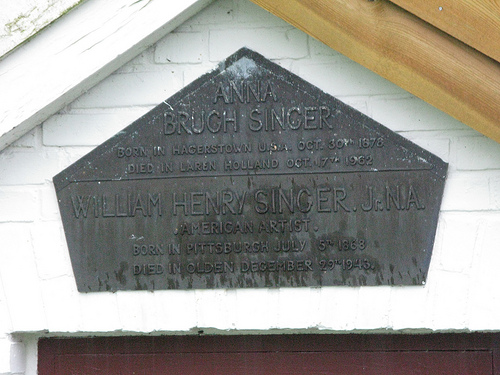 ANNA
BRUGH SINGER
BORN IN HAGERSTOWN U.S.A. OCT. 30TH 1878
DIED IN LAREN HOLLAND OCT. 17TH 1962
WILLIAM HENRY SINGER. Jr. N.A.
AMERICAN ARTIST.
BORN IN PITTSBURGH JULY 5TH 1868
DIED IN OLDEN DECEMBER 29TH 1943.